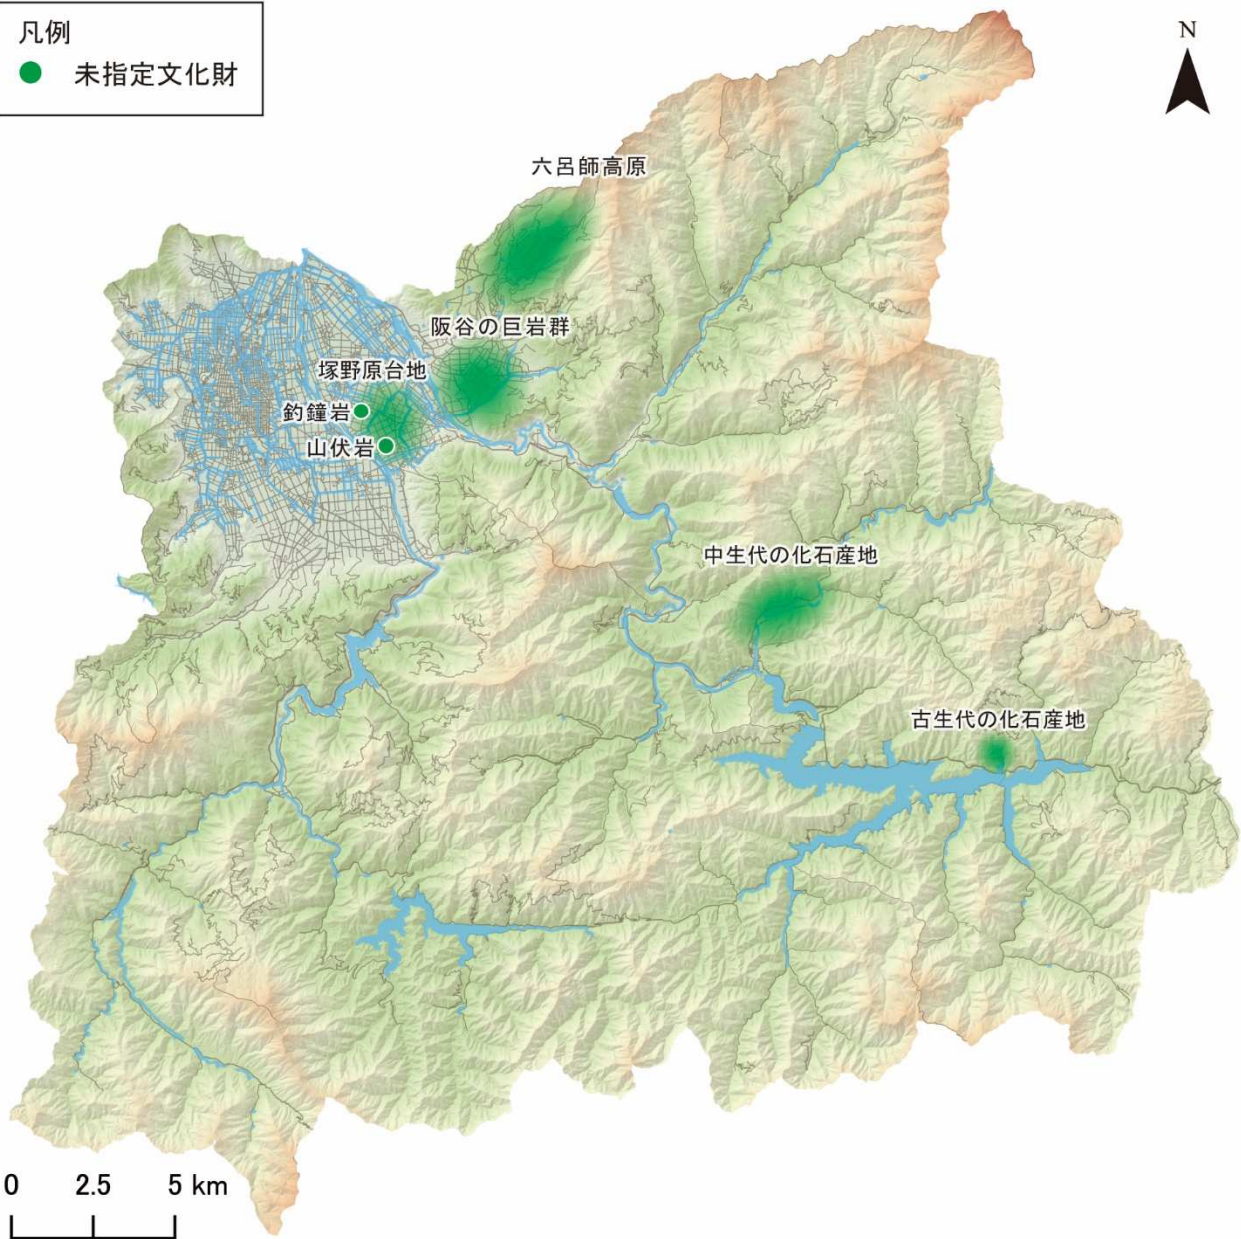 凡例
未指定文化財
N
六呂師高原
阪谷の巨岩群
塚野原台地
釣鐘岩
山伏岩
中生代の化石産地
古生代の化石産地
0 2.5 5 km